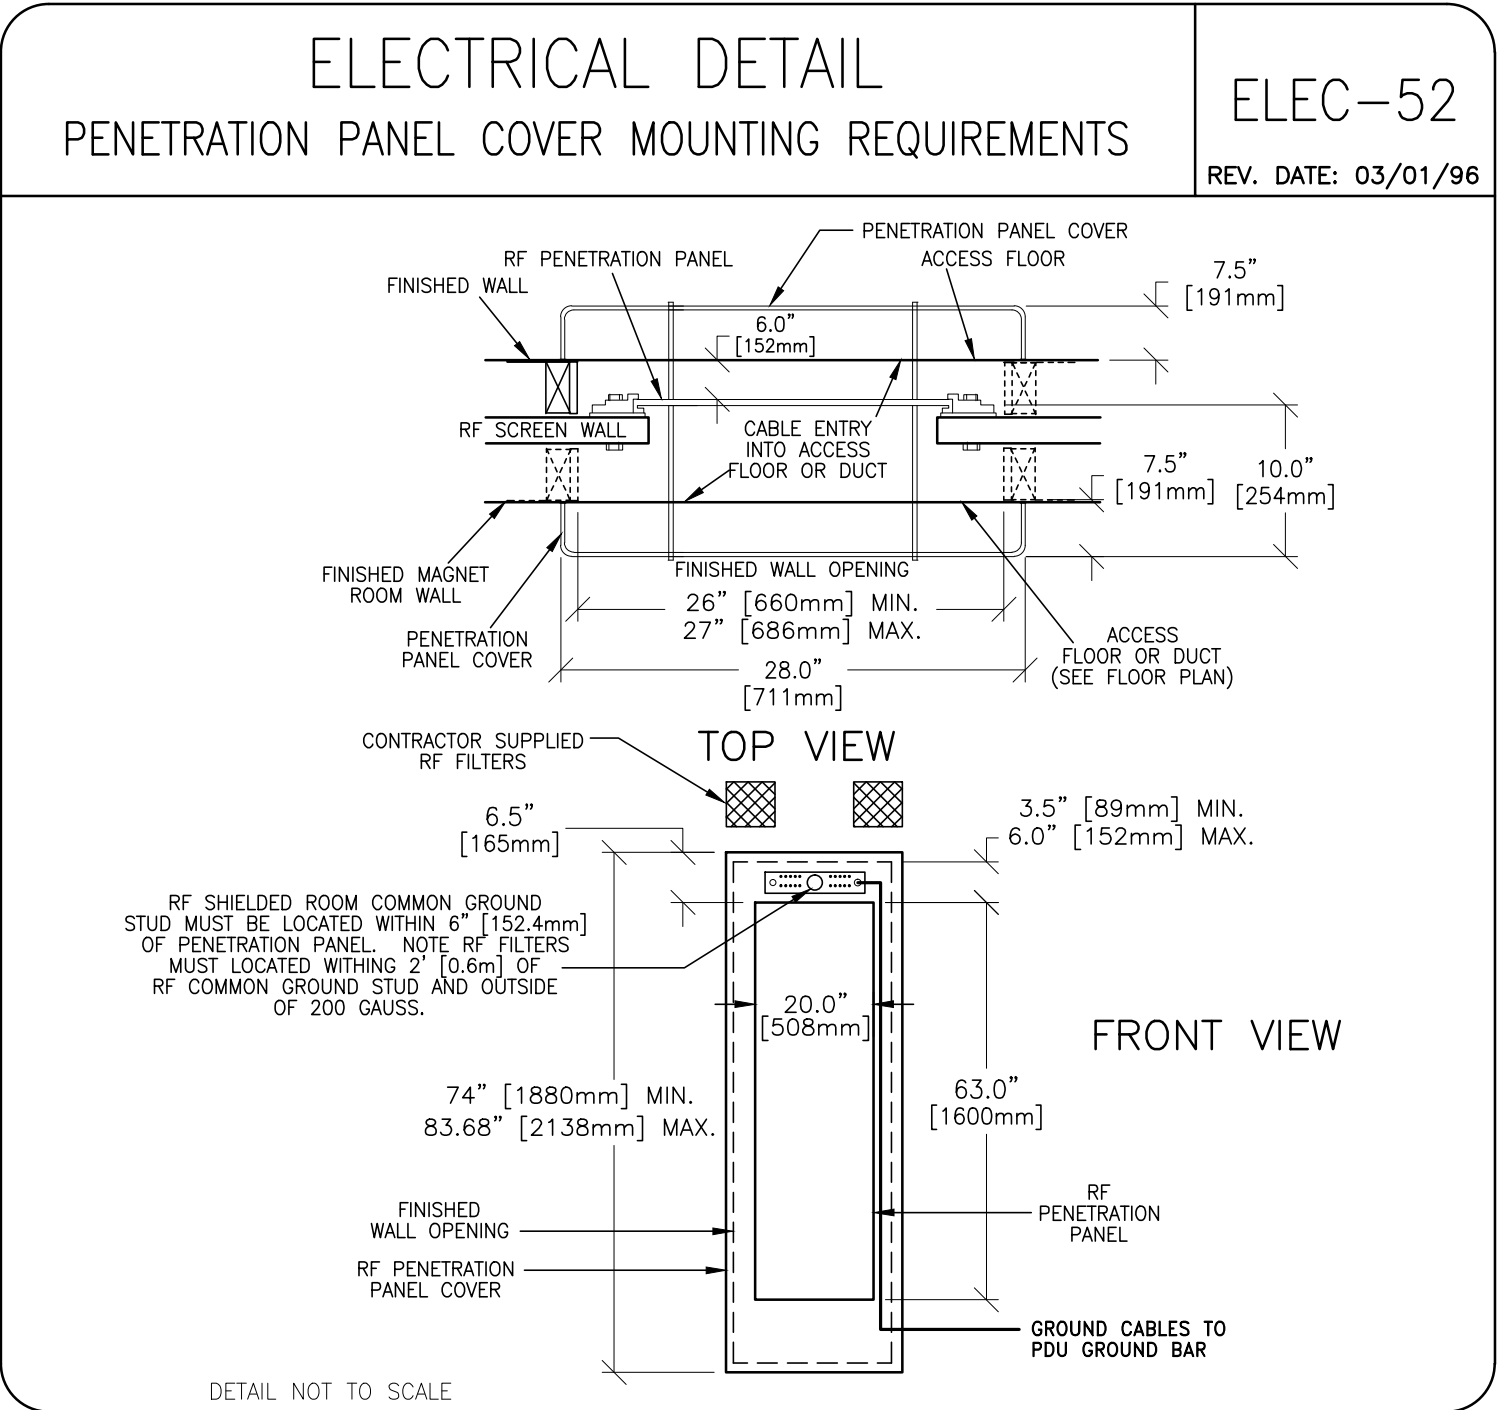 ELECTRICAL DETAIL
PENETRATION PANEL COVER MOUNTING REQUIREMENTS
ELEC-52
REV. DATE: 03/01/96
PENETRATION PANEL COVER
RF PENETRATION PANEL
ACCESS FLOOR
FINISHED WALL
7.5"
[191mm]
6.0"
[152mm]
RF SCREEN WALL
CABLE ENTRY
INTO ACCESS
FLOOR OR DUCT
7.5"
[191mm]
10.0"
[254mm]
FINISHED MAGNET
ROOM WALL
FINISHED WALL OPENING
26" [660mm] MIN.
27" [686mm] MAX.
PENETRATION
PANEL COVER
28.0"
[711mm]
ACCESS
FLOOR OR DUCT
(SEE FLOOR PLAN)
TOP VIEW
CONTRACTOR SUPPLIED
RF FILTERS
6.5"
[165mm]
3.5" [89mm] MIN.
6.0" [152mm] MAX.
RF SHIELDED ROOM COMMON GROUND
STUD MUST BE LOCATED WITHIN 6" [152.4mm]
OF PENETRATION PANEL. NOTE RF FILTERS
MUST LOCATED WITHING 2' [0.6m] OF
RF COMMON GROUND STUD AND OUTSIDE
OF 200 GAUSS.
20.0"
[508mm]
FRONT VIEW
74" [1880mm] MIN.
83.68" [2138mm] MAX.
63.0"
[1600mm]
FINISHED
WALL OPENING
RF
PENETRATION
PANEL
RF PENETRATION
PANEL COVER
GROUND CABLES TO
PDU GROUND BAR
DETAIL NOT TO SCALE